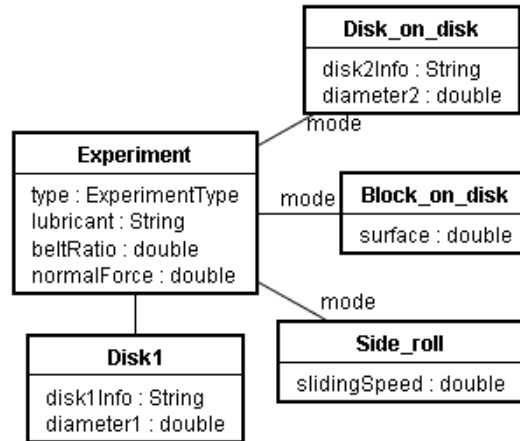 Disk_on_disk
disk2Info : String
diameter2 : double
mode
Experiment
type : ExperimentType
lubricant : String
beltRatio : double
normalForce : double
mode
Block_on_disk
surface : double
mode
Side_roll
slidingSpeed : double
Disk1
disk1Info : String
diameter1 : double